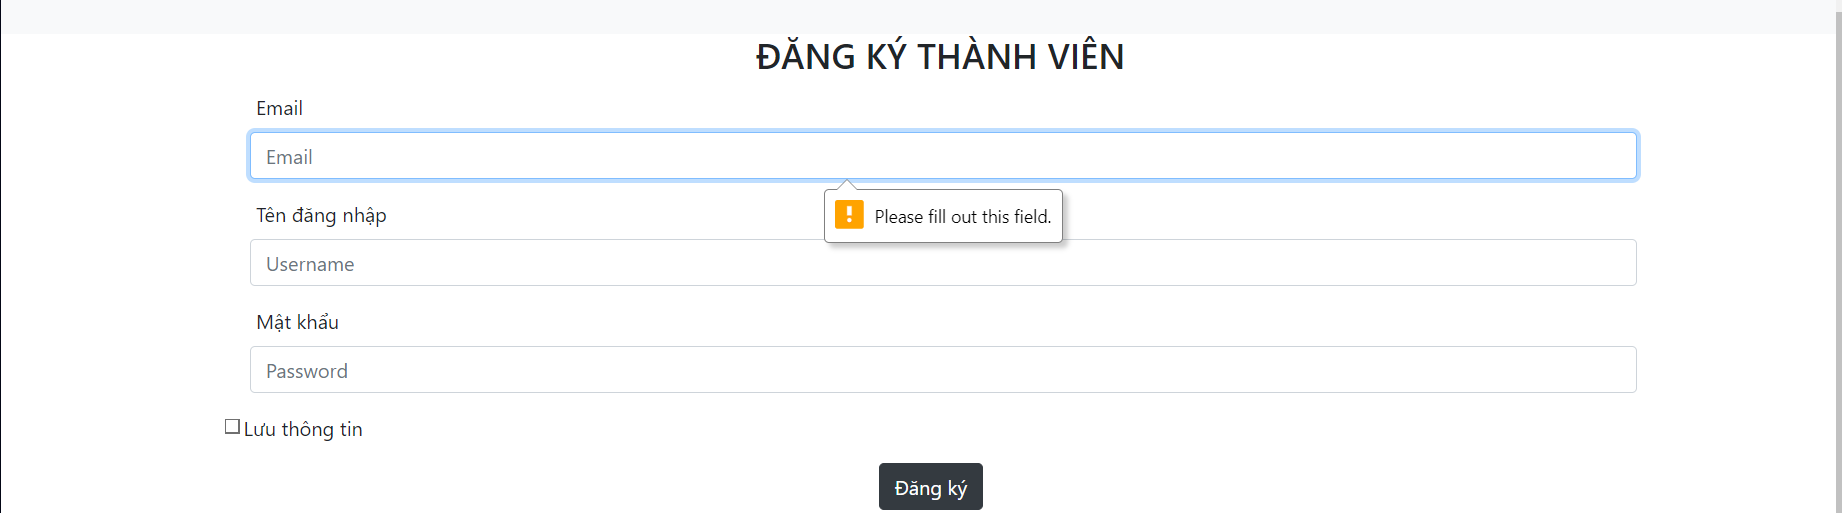 ĐĂNG KÝ THÀNH VIÊN
Email
Email
Please fill out this field.
Tên đăng nhập
Username
Mật khẩu
Password
Lưu thông tin
Đăng ký